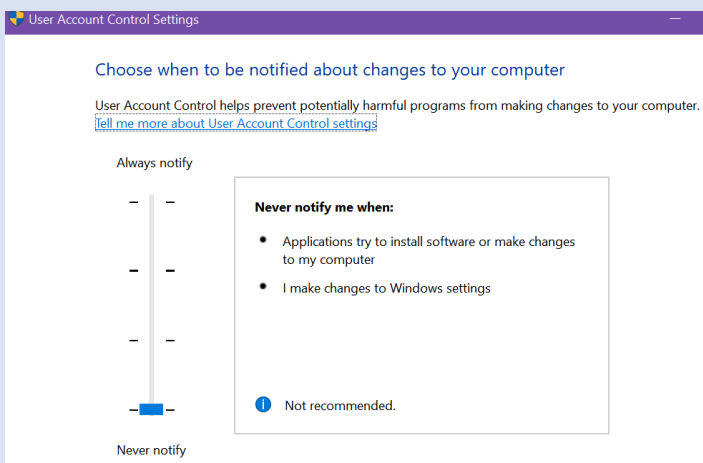 User Account Control Settings
Choose when to be notified about changes to your computer
User Account Control helps prevent potentially harmful programs from making changes to your computer.
Tell me more about User Account Control settings
Always notify
Never notify me when:
Applications try to install software or make changes
to my computer
I make changes to Windows settings
Not recommended.
Never notify